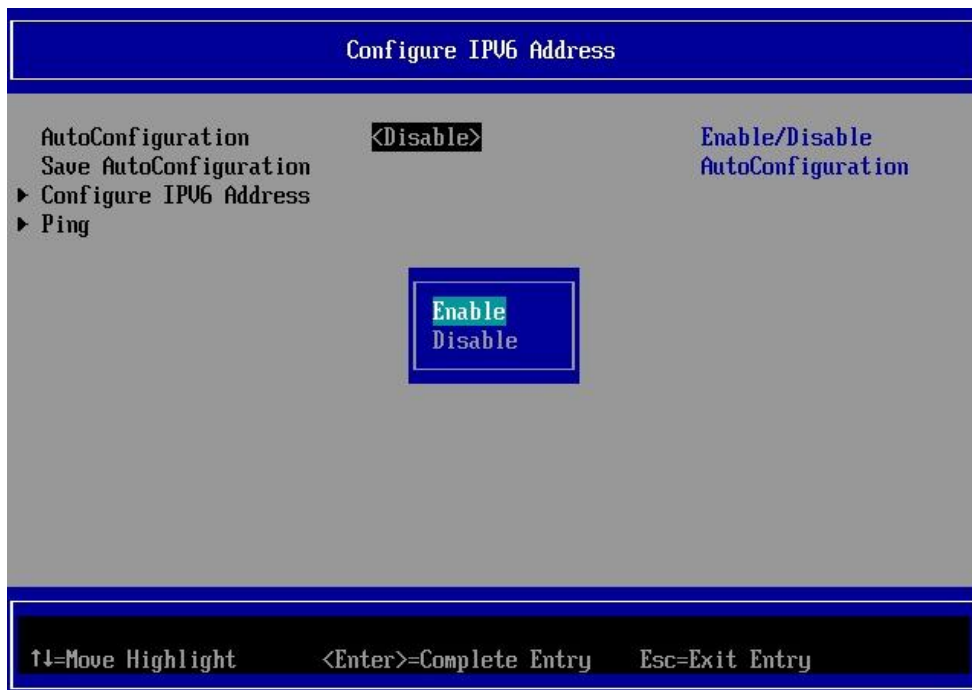 Configure IPV6 Address
AutoConfiguration <Disable> Enable/Disable
Save AutoConfiguration AutoConfiguration
Configure IPV6 Address
Ping
Enable
Disable
↑↓=Move Highlight <Enter>=Complete Entry Esc=Exit Entry